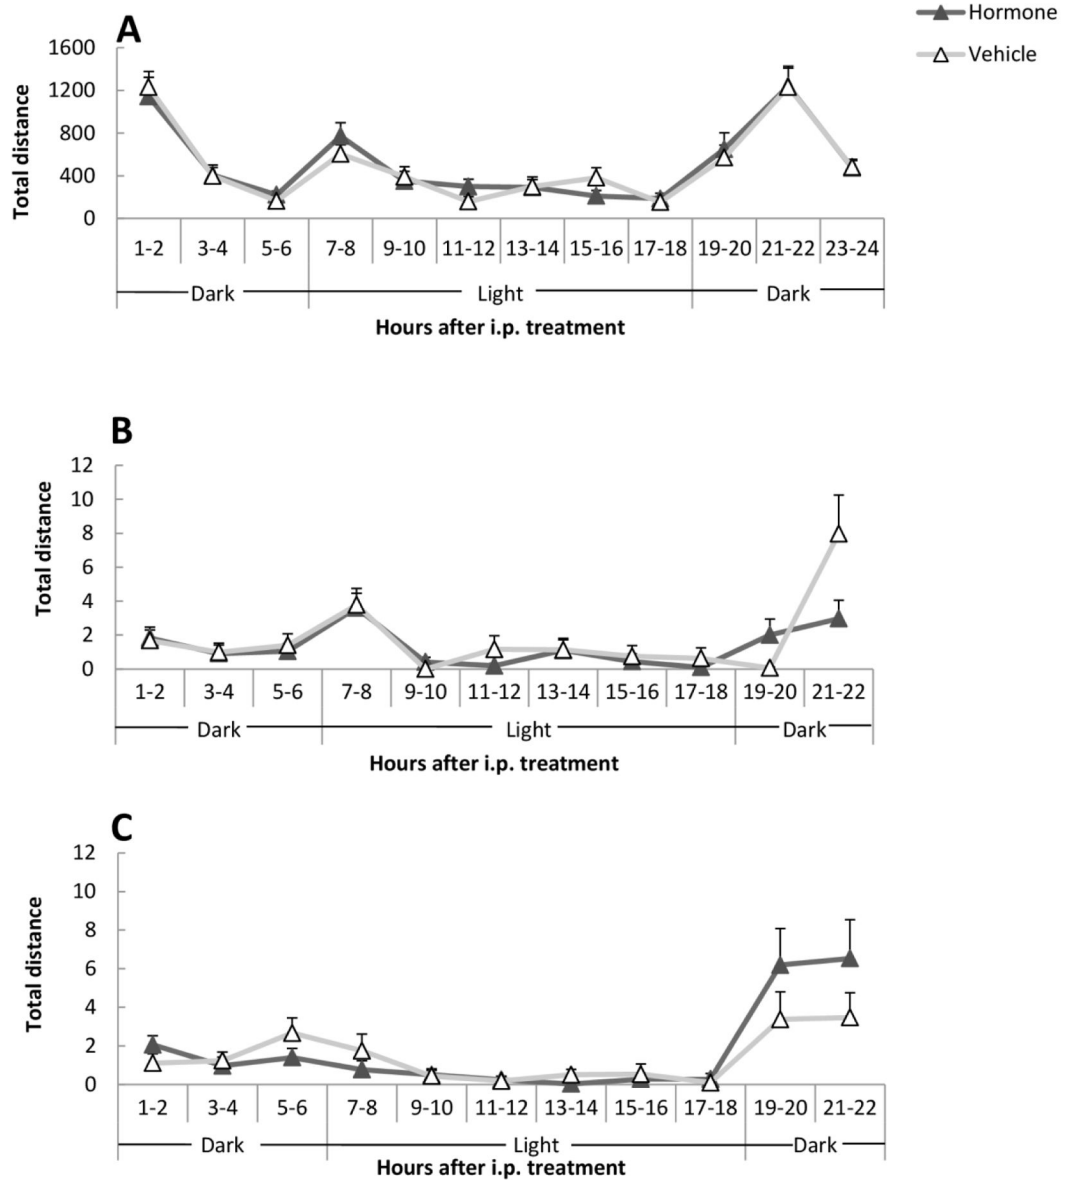 A
Hormone
Vehicle
1600
1200
800
400
0
Total distance
1-2 3-4 5-6 7-8 9-10 11-12 13-14 15-16 17-18 19-20 21-22 23-24
Dark Light Dark
Hours after i.p. treatment
B
12
10
8
6
4
2
0
Total distance
1-2 3-4 5-6 7-8 9-10 11-12 13-14 15-16 17-18 19-20 21-22
Dark Light Dark
Hours after i.p. treatment
C
12
10
8
6
4
2
0
Total distance
1-2 3-4 5-6 7-8 9-10 11-12 13-14 15-16 17-18 19-20 21-22
Dark Light Dark
Hours after i.p. treatment